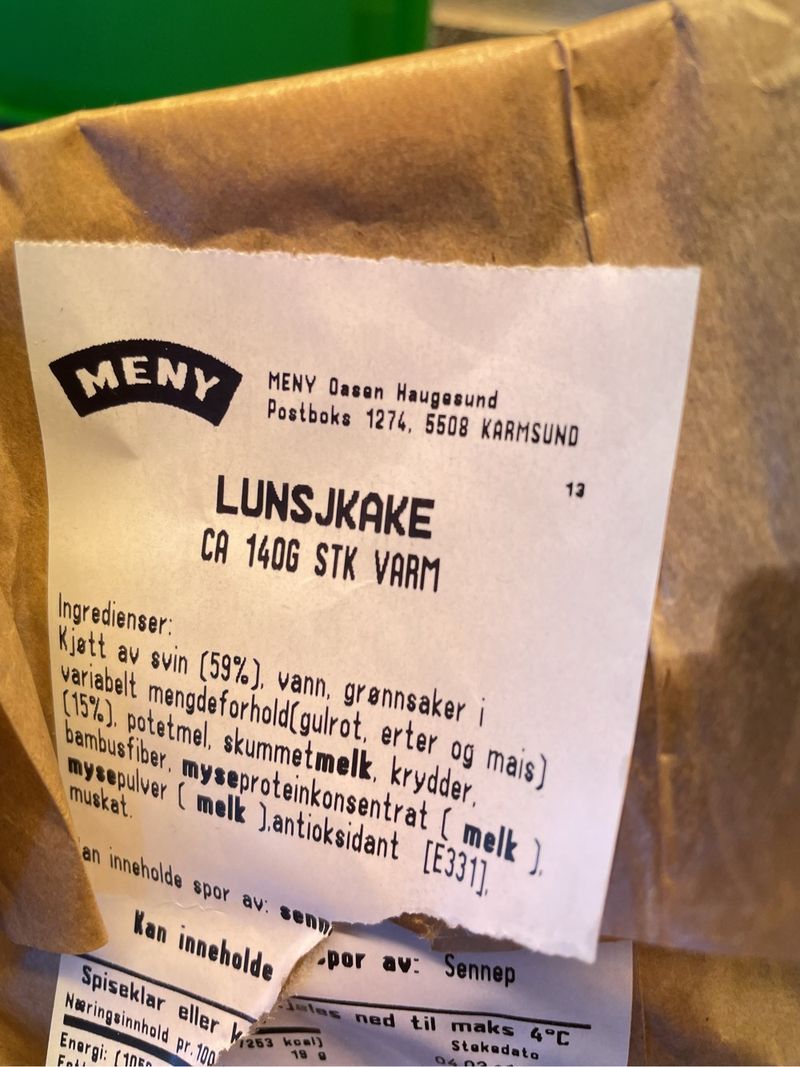 MENY
MENY Oasen Haugesund
Postboks 1274, 5508 KARMSUND
13
LUNSJKAKE
CA 140G STK VARM
Ingredienser:
Kjøtt av svin (59%), vann, grønnsaker i
variabelt mengdeforhold(gulrot, erter og mais)
(15%), potetmel, skummetmelk, krydder,
bambusfiber, myseproteinkonsentrat ( melk ),
mysepulver ( melk ),antioksidant [E331],
muskat.
an inneholde spor av: senn
Kan inneholde spor av: Sennep
Spiseklar eller
ned til maks 4°C
Næringsinnhold pr.100
Stekedato
Energi: (105
/253 kcal)
19 g